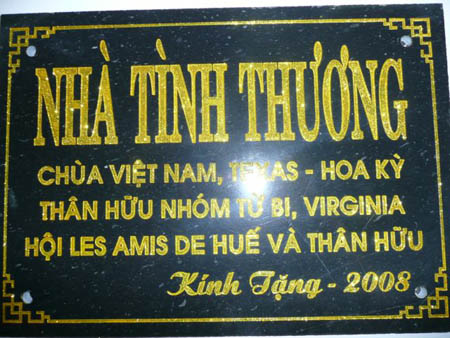 NHÀ TÌNH THƯƠNG
CHÙA VIỆT NAM, TEXAS - HOA KỲ
THÂN HỮU NHÓM TỪ BI, VIRGINIA
HỘI LES AMIS DE HUẾ VÀ THÂN HỮU
Kính Tặng - 2008